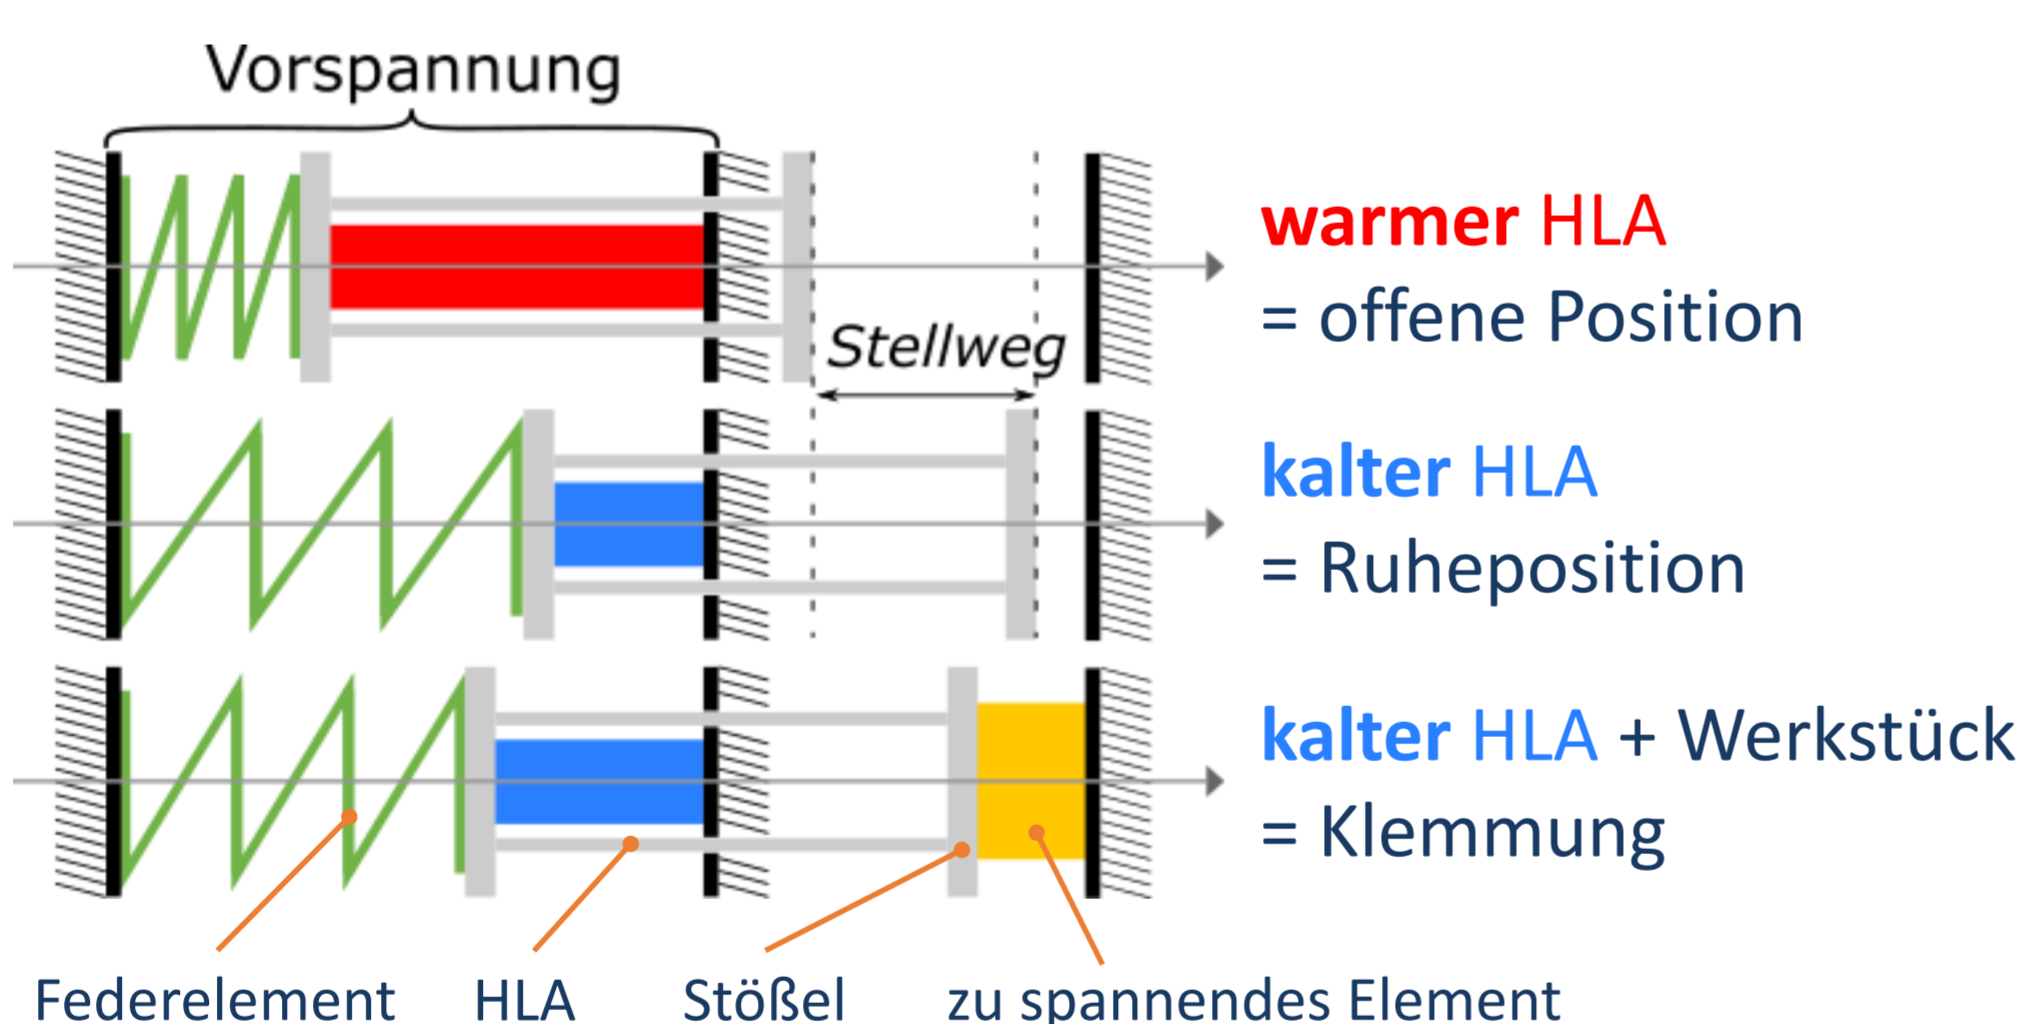 Vorspannung
warmer HLA
= offene Position
Stellweg
kalter HLA
= Ruheposition
kalter HLA + Werkstück
= Klemmung
Federelement
HLA
Stößel
zu spannendes Element